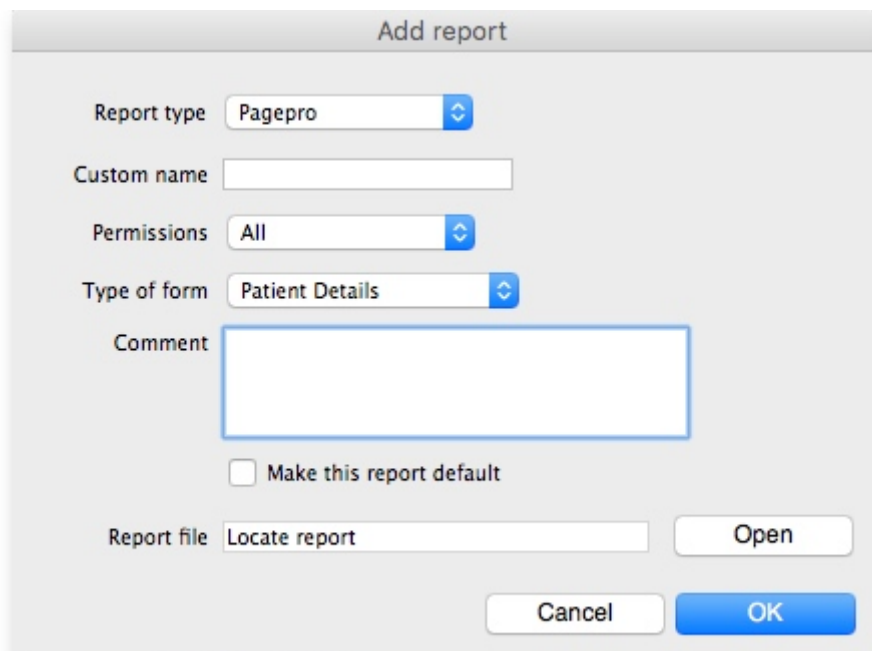 Add report
Report type Pagepro
Custom name
Permissions All
Type of form Patient Details
Comment
Make this report default
Report file Locate report Open
Cancel OK